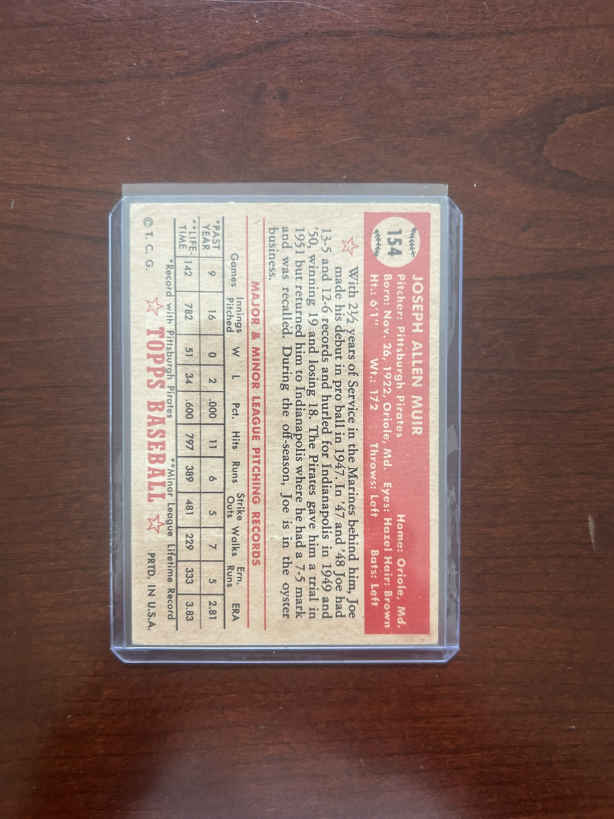 154
JOSEPH ALLEN MUIR
Pitcher: Pittsburgh Pirates Home: Oriole, Md.
Born: Nov. 26, 1922, Oriole, Md. Eyes: Hazel Hair: Brown
Ht.: 6'1" Wt.: 172 Throws: Left Bats: Left
With 2½ years of Service in the Marines behind him, Joe
made his debut in pro ball in 1947. In '47 and '48 Joe had
13-5 and 12-6 records and hurled for Indianapolis in 1949 and
'50, winning 19 and losing 18. The Pirates gave him a trial in
1951 but returned him to Indianapolis where he had a 7-5 mark
and was recalled. During the off-season, Joe is in the oyster
business.
MAJOR & MINOR LEAGUE PITCHING RECORDS
Games Innings Pitched W L Pct. Hits Runs Strike Outs Walks Ern. Runs ERA
*PAST YEAR 9 16 0 2 .000 11 6 5 7 5 2.81
**LIFE TIME 142 782 51 34 .600 797 389 481 229 333 3.83
*Record with Pittsburgh Pirates **Minor League Lifetime Record
© T. C. G. TOPPS BASEBALL PRTD. IN U.S.A.